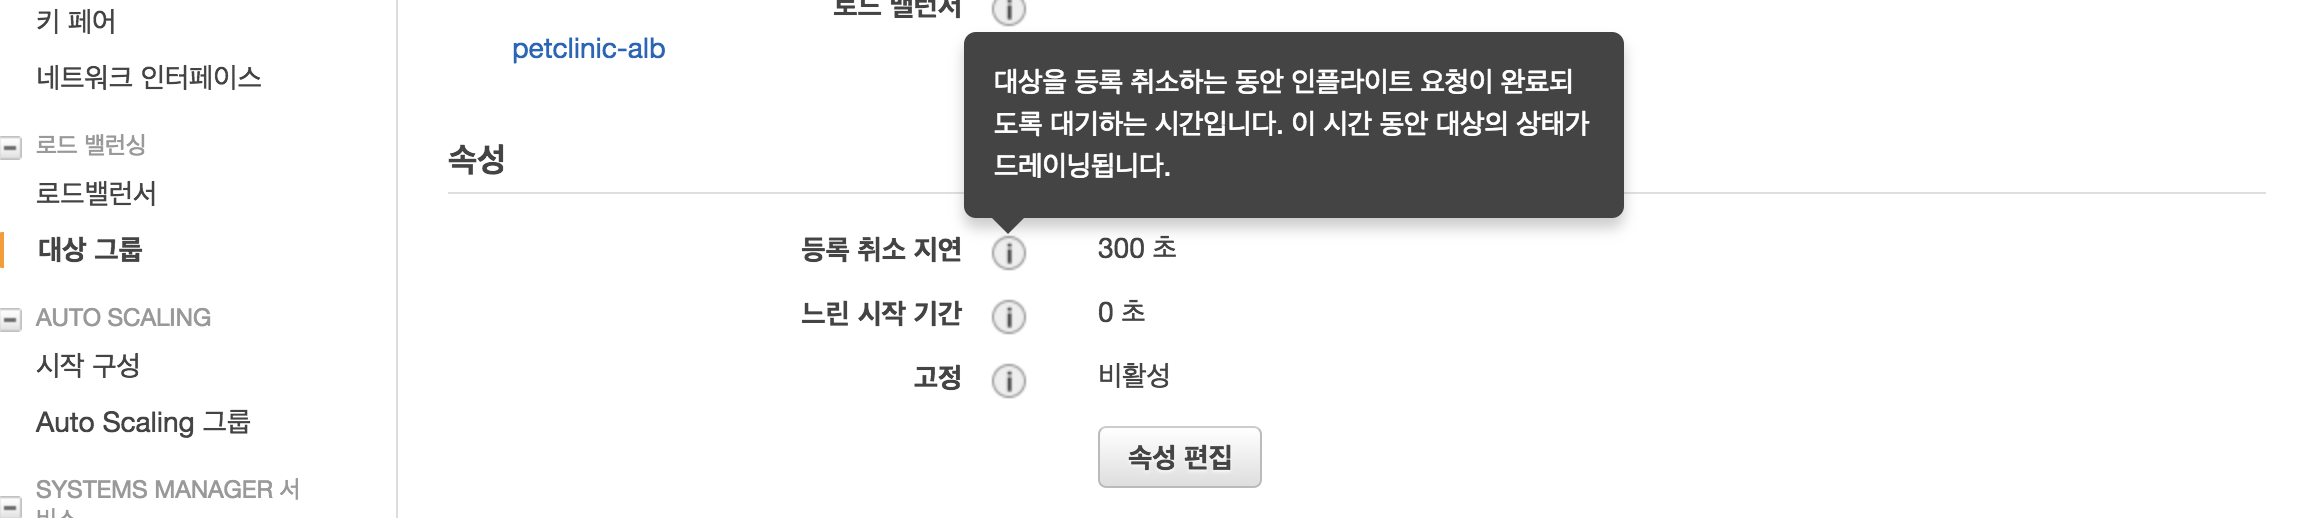 키 페어
네트워크 인터페이스
로드 밸런싱
로드밸런서
대상 그룹
AUTO SCALING
시작 구성
Auto Scaling 그룹
SYSTEMS MANAGER 서
비스
로드 밸런서
petclinic-alb
대상을 등록 취소하는 동안 인플라이트 요청이 완료되
도록 대기하는 시간입니다. 이 시간 동안 대상의 상태가
드레이닝됩니다.
속성
등록 취소 지연 300 초
느린 시작 기간 0 초
고정 비활성
속성 편집